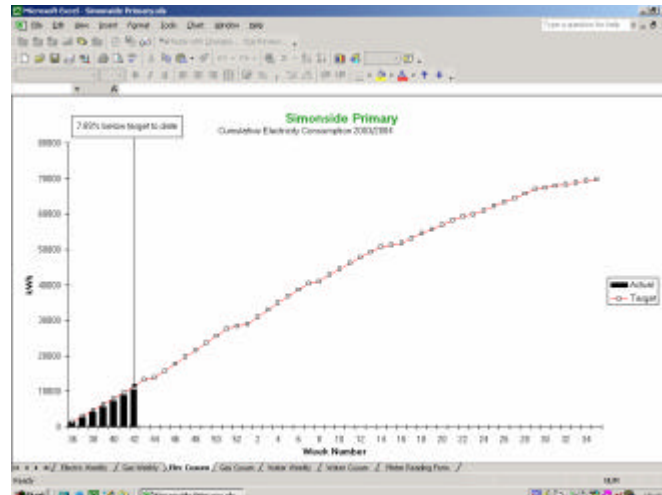 Microsoft Excel - Simonside Primary.xls
File Edit View Insert Format Tools Chart Window Help
Type a question for help
Simonside Primary
Cumulative Electricity Consumption 2003/2004
7.69% below target to date
80000
70000
60000
50000
40000
30000
20000
10000
0
kWh
Actual
Target
36 38 40 42 44 46 48 50 52 2 4 6 8 10 12 14 16 18 20 22 24 26 28 30 32 34
Week Number
Electric Weekly / Gas Weekly / Elec Cusum / Gas Cusum / Water Weekly / Water Cusum / Meter Reading Form
Ready
NUM
Start